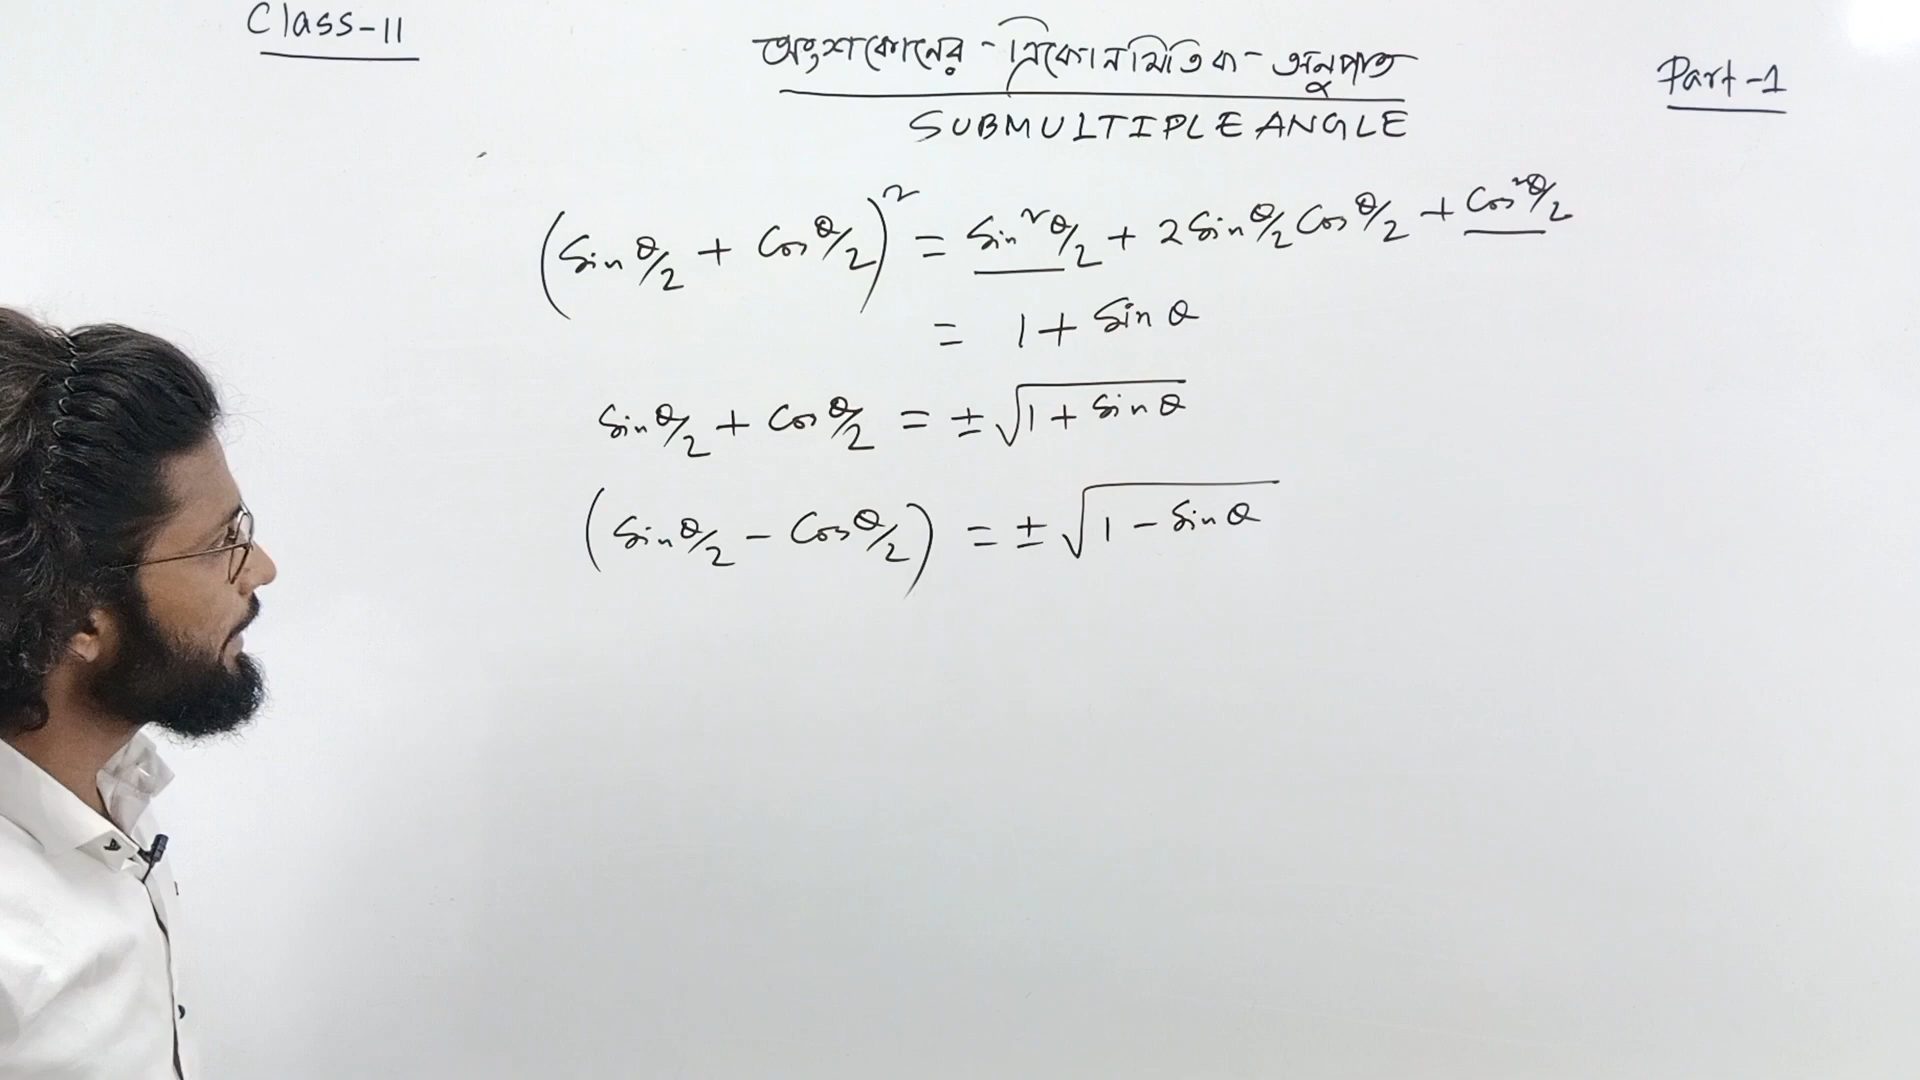 Class-11
অংশকোনের - ত্রিকোনমিতিক - অনুপাত
Part-1
SUBMULTIPLE ANGLE
(Sin θ/2 + Cos θ/2)² = Sin² θ/2 + 2 Sin θ/2 Cos θ/2 + Cos² θ/2
= 1 + Sin θ
Sin θ/2 + Cos θ/2 = ± √1 + Sin θ
(Sin θ/2 - Cos θ/2) = ± √1 - Sin θ